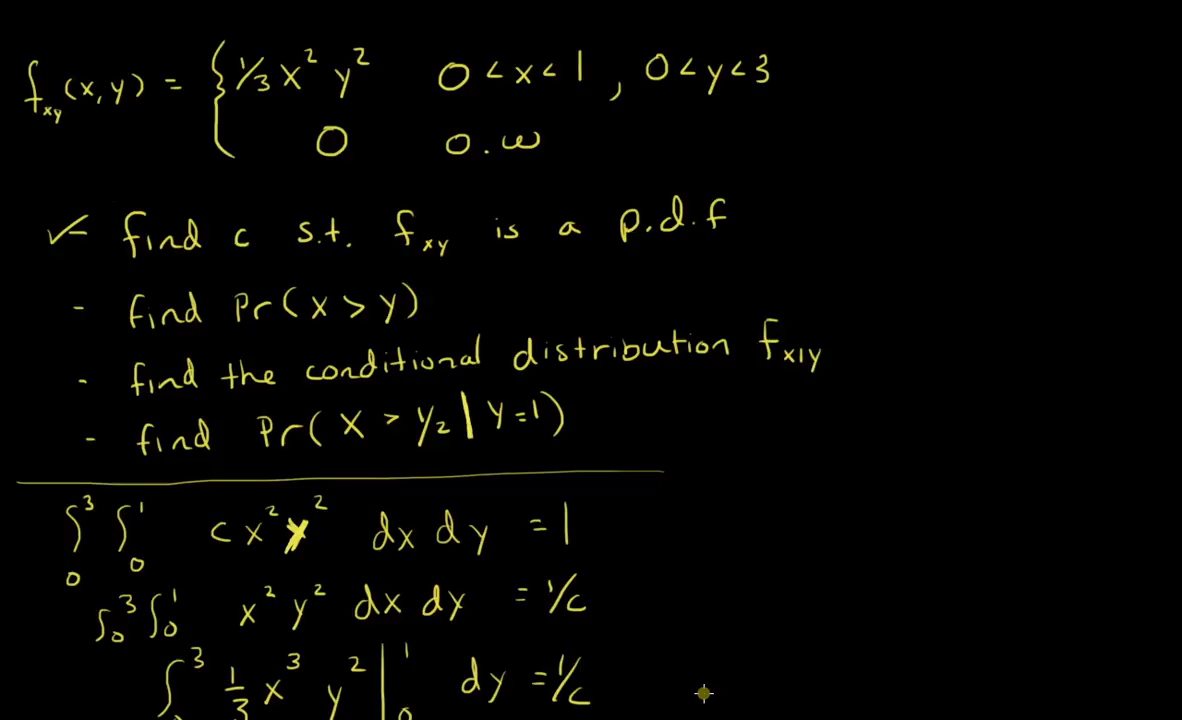 f_xy (x, y) = { 1/3 x² y² 0 < x < 1 , 0 < y < 3
0 0.w
✓ find c s.t. f_xy is a p.d.f
- find Pr(x > y)
- find the conditional distribution f_x|y
- find Pr( X > 1/2 | Y = 1 )
∫₀³ ∫₀¹ c x² y² dx dy = 1
∫₀³ ∫₀¹ x² y² dx dy = 1/c
∫₀³ 1/3 x³ y² |₀¹ dy = 1/c